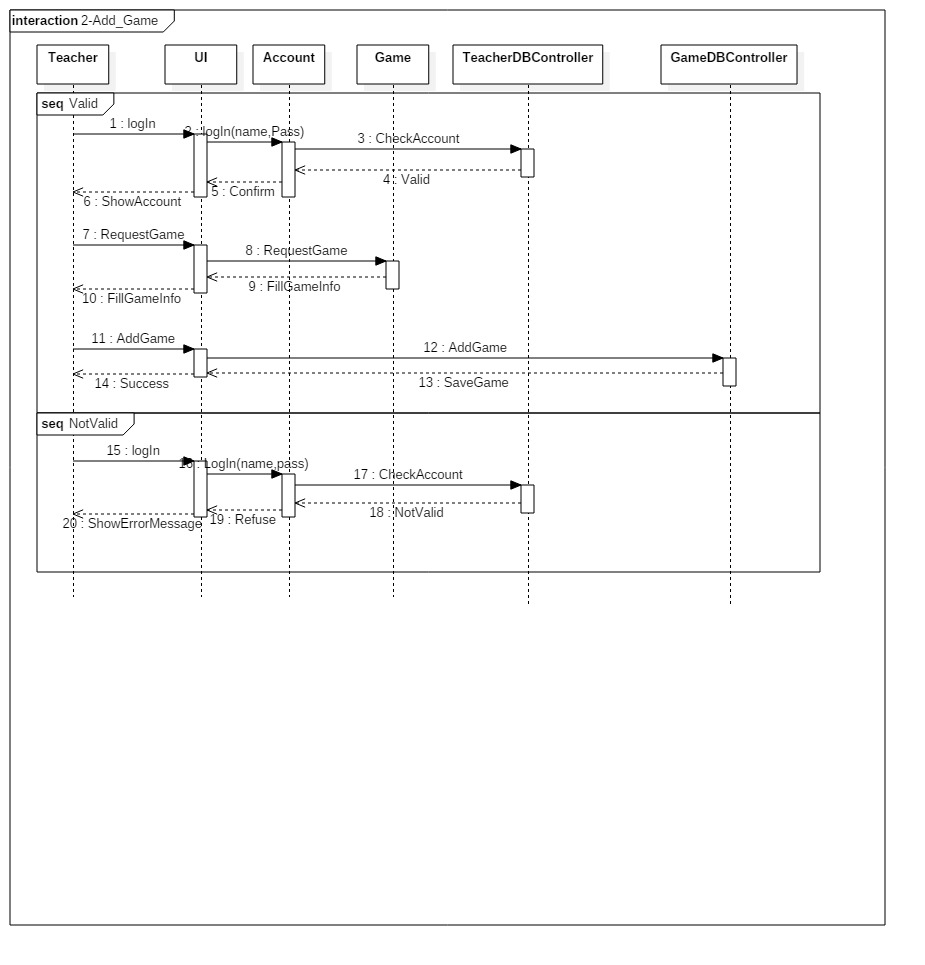 interaction 2-Add_Game
Teacher
UI
Account
Game
TeacherDBController
GameDBController
seq Valid
1 : logIn
2 : logIn(name,Pass)
3 : CheckAccount
4 : Valid
5 : Confirm
6 : ShowAccount
7 : RequestGame
8 : RequestGame
9 : FillGameInfo
10 : FillGameInfo
11 : AddGame
12 : AddGame
13 : SaveGame
14 : Success
seq NotValid
15 : logIn
16 : LogIn(name,pass)
17 : CheckAccount
18 : NotValid
19 : Refuse
20 : ShowErrorMessage